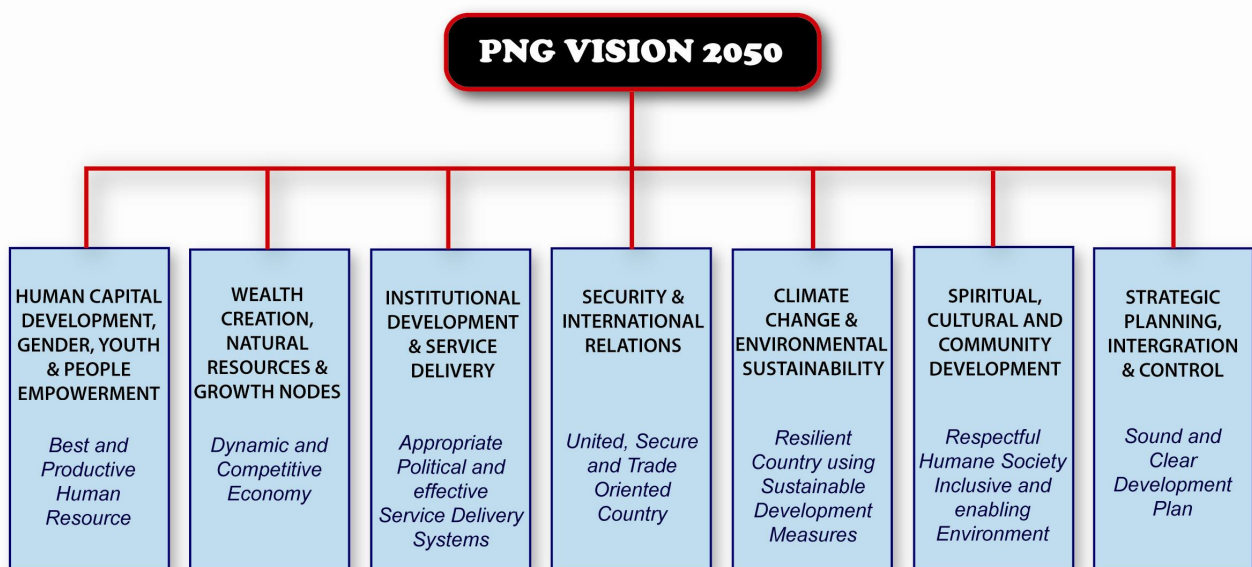 PNG VISION 2050
HUMAN CAPITAL
DEVELOPMENT,
GENDER, YOUTH
& PEOPLE
EMPOWERMENT
Best and
Productive
Human
Resource
WEALTH
CREATION,
NATURAL
RESOURCES &
GROWTH NODES
Dynamic and
Competitive
Economy
INSTITUTIONAL
DEVELOPMENT
& SERVICE
DELIVERY
Appropriate
Political and
effective
Service Delivery
Systems
SECURITY &
INTERNATIONAL
RELATIONS
United, Secure
and Trade
Oriented
Country
CLIMATE
CHANGE &
ENVIRONMENTAL
SUSTAINABILITY
Resilient
Country using
Sustainable
Development
Measures
SPIRITUAL,
CULTURAL AND
COMMUNITY
DEVELOPMENT
Respectful
Humane Society
Inclusive and
enabling
Environment
STRATEGIC
PLANNING,
INTERGRATION
& CONTROL
Sound and
Clear
Development
Plan